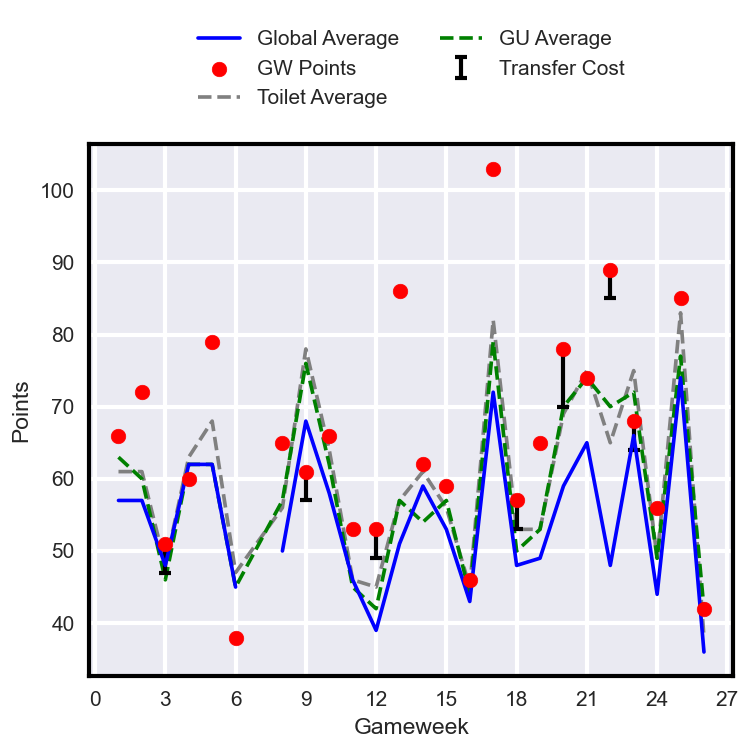 Global Average
GW Points
Toilet Average
GU Average
Transfer Cost
Points
100
90
80
70
60
50
40
0 3 6 9 12 15 18 21 24 27
Gameweek